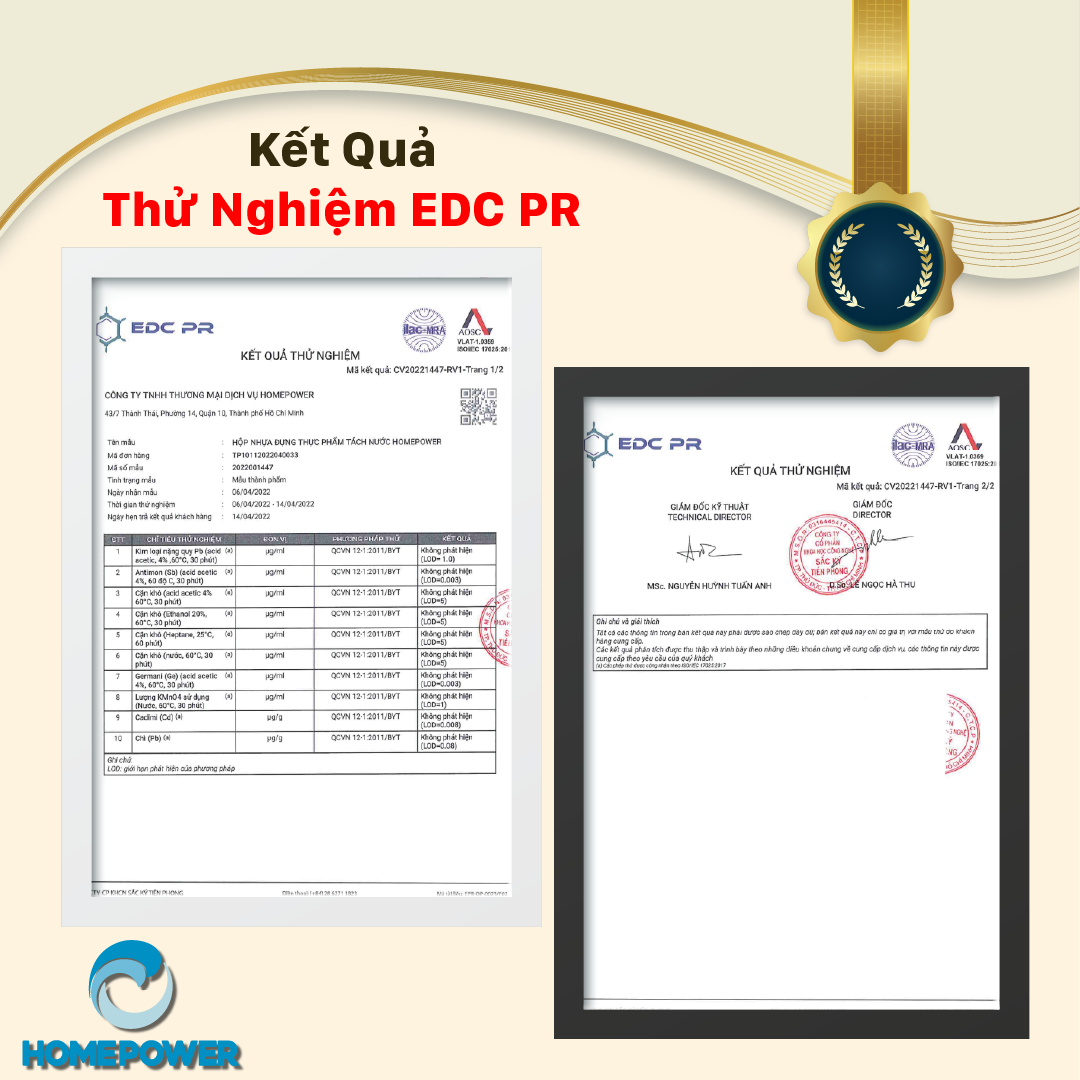 Kết Quả
Thử Nghiệm EDC PR
EDC PR
ilac-MRA
AOSC
VLAT-1.0369
ISO/IEC 17025:20
KẾT QUẢ THỬ NGHIỆM
Mã kết quả: CV20221447-RV1-Trang 1/2
CÔNG TY TNHH THƯƠNG MẠI DỊCH VỤ HOMEPOWER
43/7 Thành Thái, Phường 14, Quận 10, Thành phố Hồ Chí Minh
Tên mẫu : HỘP NHỰA ĐỰNG THỰC PHẨM TÁCH NƯỚC HOMEPOWER
Mã đơn hàng : TP10112022040033
Mã số mẫu : 2022001447
Tình trạng mẫu : Mẫu thành phẩm
Ngày nhận mẫu : 06/04/2022
Thời gian thử nghiệm : 06/04/2022 - 14/04/2022
Ngày hẹn trả kết quả khách hàng : 14/04/2022
STT CHỈ TIÊU THỬ NGHIỆM ĐƠN VỊ PHƯƠNG PHÁP THỬ KẾT QUẢ
1 Kim loại nặng quy Pb (acid (a) µg/ml QCVN 12-1:2011/BYT Không phát hiện
acetic, 4% ,60°C, 30 phút) (LOD= 1.0)
2 Antimon (Sb) (acid acetic (a) µg/ml QCVN 12-1:2011/BYT Không phát hiện
4%, 60 độ C, 30 phút) (LOD=0.003)
3 Cặn khô (acid acetic 4% (a) µg/ml QCVN 12-1:2011/BYT Không phát hiện
60°C, 30 phút) (LOD=5)
4 Cặn khô (Ethanol 20%, (a) µg/ml QCVN 12-1:2011/BYT Không phát hiện
60°C, 30 phút) (LOD=5)
5 Cặn khô (Heptane, 25°C, (a) µg/ml QCVN 12-1:2011/BYT Không phát hiện
60 phút) (LOD=5)
6 Cặn khô (nước, 60°C, 30 (a) µg/ml QCVN 12-1:2011/BYT Không phát hiện
phút) (LOD=5)
7 Germani (Ge) (acid acetic (a) µg/ml QCVN 12-1:2011/BYT Không phát hiện
4%, 60°C, 30 phút) (LOD=0.003)
8 Lượng KMnO4 sử dụng (a) µg/ml QCVN 12-1:2011/BYT Không phát hiện
(Nước, 60°C, 30 phút) (LOD=1)
9 Cadimi (Cd) (a) µg/g QCVN 12-1:2011/BYT Không phát hiện
(LOD=0.008)
10 Chì (Pb) (a) µg/g QCVN 12-1:2011/BYT Không phát hiện
(LOD=0.08)
Ghi chú:
LOD: giới hạn phát hiện của phương pháp
TY CP KHCN SẮC KÝ TIÊN PHONG
EDC PR
ilac-MRA
AOSC
VLAT-1.0369
ISO/IEC 17025:20
KẾT QUẢ THỬ NGHIỆM
Mã kết quả: CV20221447-RV1-Trang 2/2
GIÁM ĐỐC KỸ THUẬT
TECHNICAL DIRECTOR
GIÁM ĐỐC
DIRECTOR
CÔNG TY
CỔ PHẦN
KHOA HỌC CÔNG NGHỆ
SẮC KÝ
TIÊN PHONG
MSc. NGUYỄN HUỲNH TUẤN ANH
LÊ NGỌC HÀ THU
Ghi chú và giải thích
Tất cả các thông tin trong bản kết quả này phải được sao chép đầy đủ; bản kết quả này chỉ có giá trị với mẫu thử do khách
hàng cung cấp.
Các kết quả phân tích được thu thập và trình bày theo những điều khoản chung về cung cấp dịch vụ, các thông tin này được
cung cấp theo yêu cầu của quý khách
(a) Các phép thử được công nhận theo ISO/IEC 17025:2017
HOMEPOWER